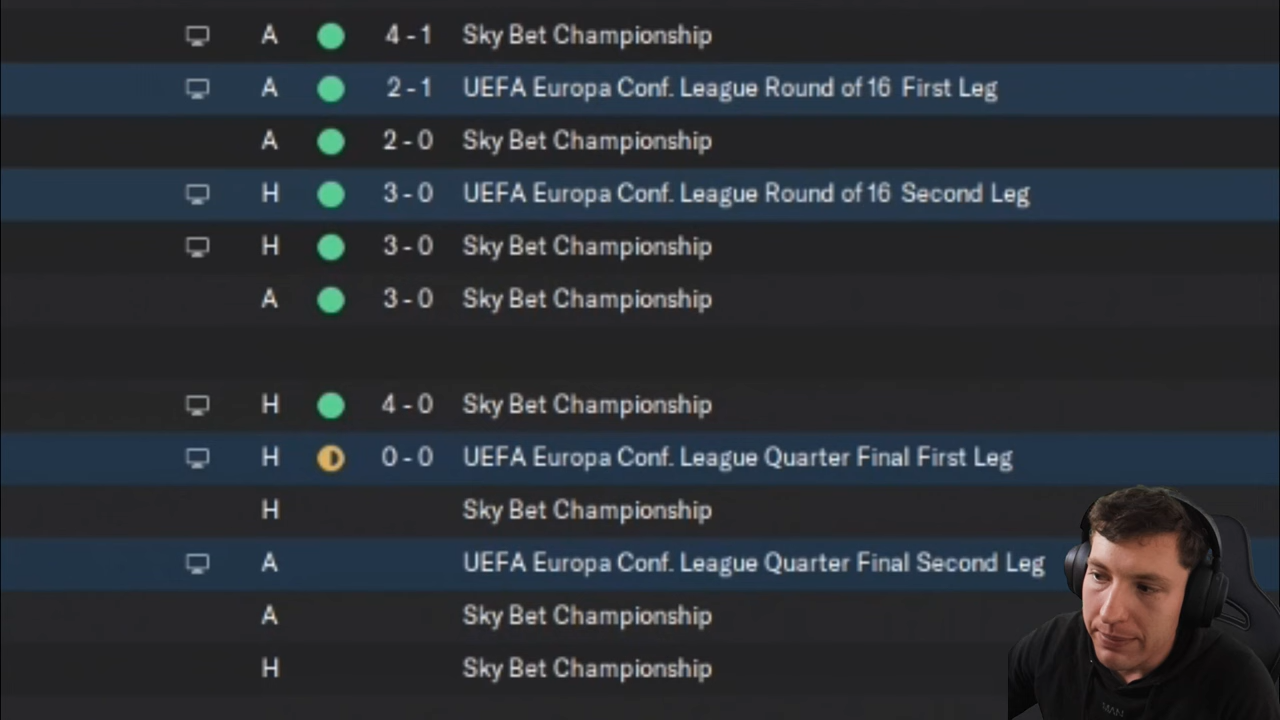 A 4 - 1 Sky Bet Championship
A 2 - 1 UEFA Europa Conf. League Round of 16 First Leg
A 2 - 0 Sky Bet Championship
H 3 - 0 UEFA Europa Conf. League Round of 16 Second Leg
H 3 - 0 Sky Bet Championship
A 3 - 0 Sky Bet Championship
H 4 - 0 Sky Bet Championship
H 0 - 0 UEFA Europa Conf. League Quarter Final First Leg
H Sky Bet Championship
A UEFA Europa Conf. League Quarter Final Second Leg
A Sky Bet Championship
H Sky Bet Championship